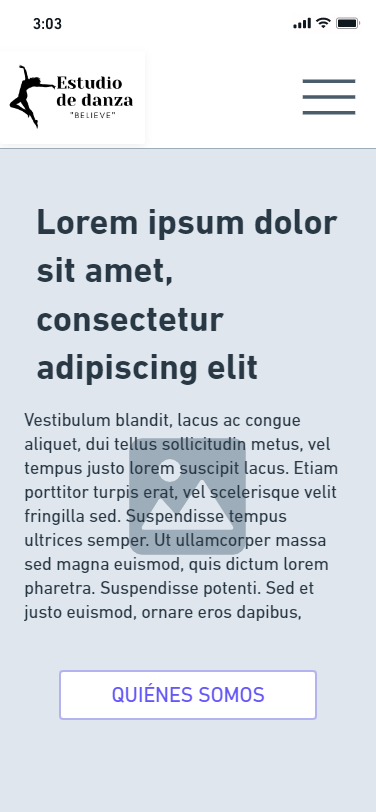 3:03
Estudio
de danza
"BELIEVE"
Lorem ipsum dolor
sit amet,
consectetur
adipiscing elit
Vestibulum blandit, lacus ac congue
aliquet, dui tellus sollicitudin metus, vel
tempus justo lorem suscipit lacus. Etiam
porttitor turpis erat, vel scelerisque velit
fringilla sed. Suspendisse tempus
ultrices semper. Ut ullamcorper massa
sed magna euismod, quis dictum lorem
pharetra. Suspendisse potenti. Sed et
justo euismod, ornare eros dapibus,
QUIÉNES SOMOS